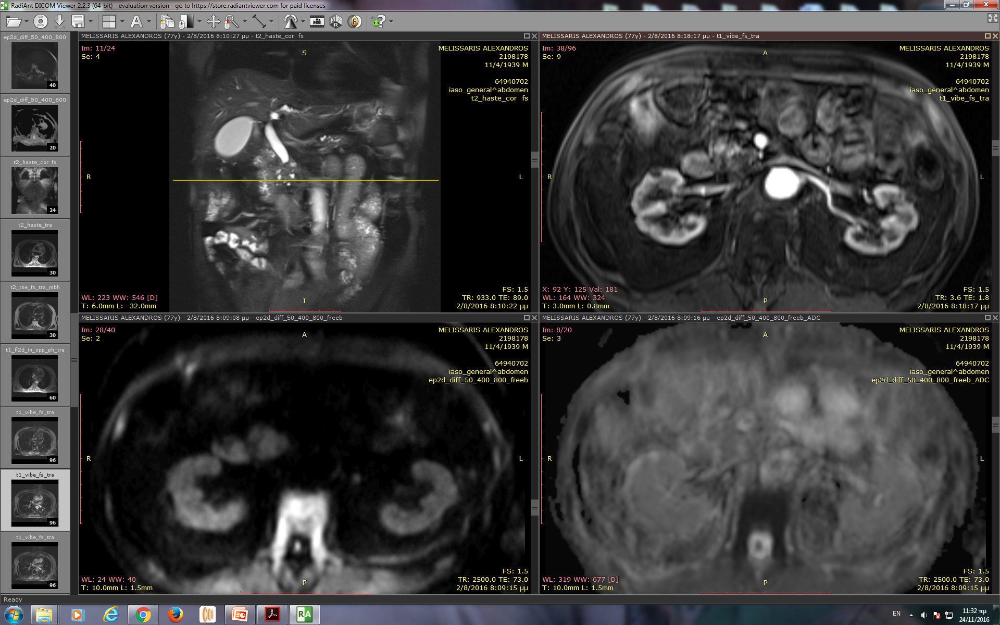 RadiAnt DICOM Viewer 2.2.3 (64-bit) - evaluation version - go to https://store.radiantviewer.com for paid licenses
ep2d_diff_50_400_800
40
ep2d_diff_50_400_800
20
t2_haste_cor fs
24
t2_haste_tra
30
t2_tse_fs_tra_mbh
30
t1_fl2d_in_opp_ph_tra
60
t1_vibe_fs_tra
96
t1_vibe_fs_tra
96
t1_vibe_fs_tra
96
MELISSARIS ALEXANDROS (77y) - 2/8/2016 8:10:27 μμ - t2_haste_cor fs
Im: 11/24
Se: 4
S
MELISSARIS ALEXANDROS
2198178
11/4/1939 M
64940702
iaso_general^abdomen
t2_haste_cor fs
R
L
WL: 223 WW: 546 [D]
T: 6.0mm L: -32.0mm
I
FS: 1.5
TR: 933.0 TE: 89.0
2/8/2016 8:10:22 μμ
MELISSARIS ALEXANDROS (77y) - 2/8/2016 8:18:17 μμ - t1_vibe_fs_tra
Im: 38/96
Se: 9
A
MELISSARIS ALEXANDROS
2198178
11/4/1939 M
64940702
iaso_general^abdomen
t1_vibe_fs_tra
R
L
X: 92 Y: 125 Val: 181
WL: 164 WW: 324
T: 3.0mm L: 0.8mm
P
FS: 1.5
TR: 3.6 TE: 1.8
2/8/2016 8:18:17 μμ
MELISSARIS ALEXANDROS (77y) - 2/8/2016 8:09:08 μμ - ep2d_diff_50_400_800_freeb
Im: 28/40
Se: 2
A
MELISSARIS ALEXANDROS
2198178
11/4/1939 M
64940702
iaso_general^abdomen
ep2d_diff_50_400_800_freeb
R
L
WL: 24 WW: 40
T: 10.0mm L: 1.5mm
P
FS: 1.5
TR: 2500.0 TE: 73.0
2/8/2016 8:09:15 μμ
MELISSARIS ALEXANDROS (77y) - 2/8/2016 8:09:16 μμ - ep2d_diff_50_400_800_freeb_ADC
Im: 8/20
Se: 3
A
MELISSARIS ALEXANDROS
2198178
11/4/1939 M
64940702
iaso_general^abdomen
ep2d_diff_50_400_800_freeb_ADC
R
L
WL: 319 WW: 677 [D]
T: 10.0mm L: 1.5mm
P
FS: 1.5
TR: 2500.0 TE: 73.0
2/8/2016 8:09:15 μμ
Ready
EN
11:32 πμ
24/11/2016